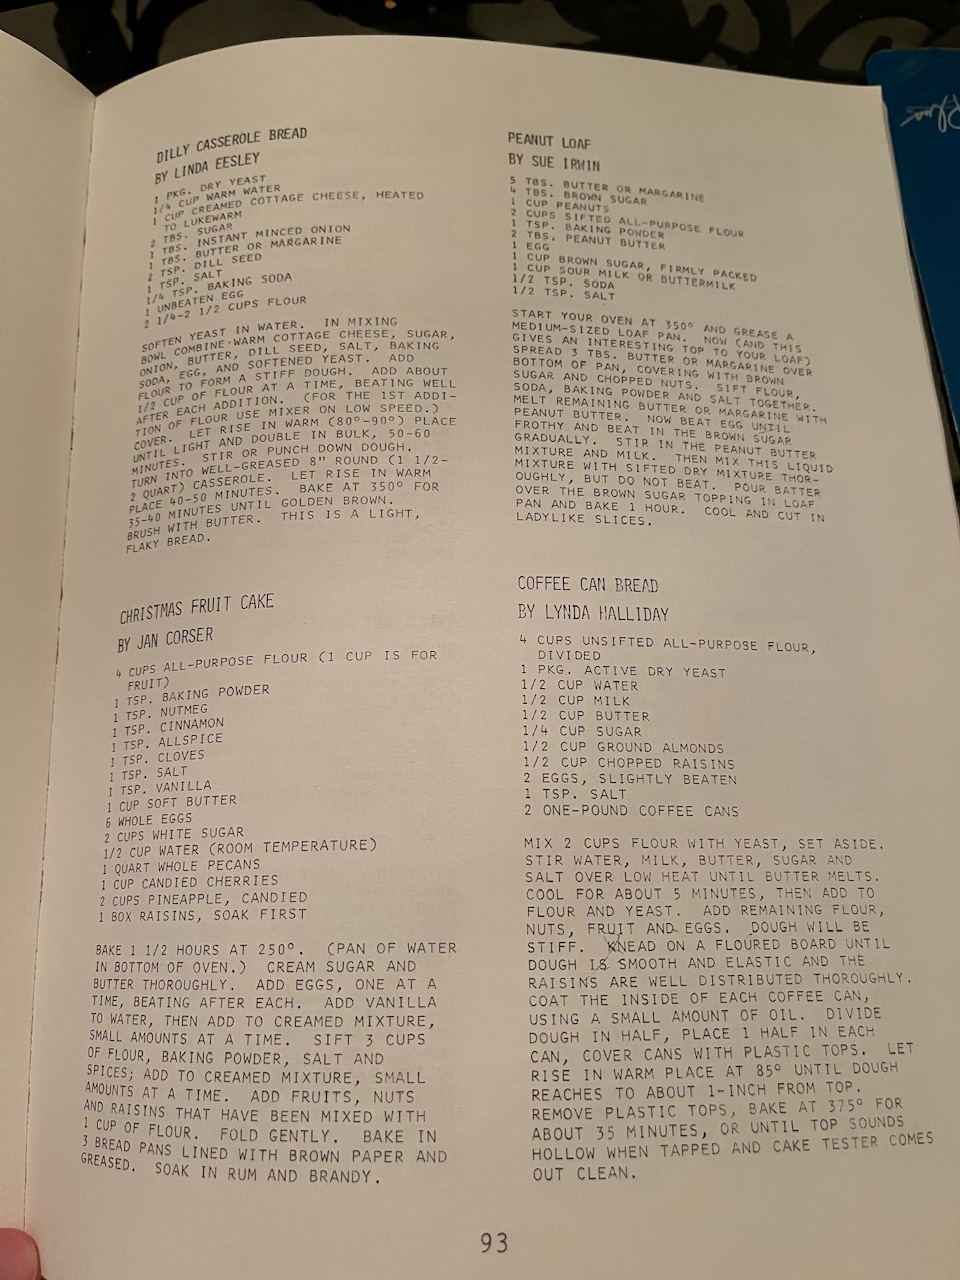 DILLY CASSEROLE BREAD
BY LINDA EESLEY
1 PKG. DRY YEAST
1/4 CUP WARM WATER
1 CUP CREAMED COTTAGE CHEESE, HEATED
TO LUKEWARM
2 TBS. SUGAR
1 TBS. INSTANT MINCED ONION
1 TBS. BUTTER OR MARGARINE
2 TSP. DILL SEED
1 TSP. SALT
1/4 TSP. BAKING SODA
1 UNBEATEN EGG
2 1/4-2 1/2 CUPS FLOUR
SOFTEN YEAST IN WATER. IN MIXING
BOWL COMBINE WARM COTTAGE CHEESE, SUGAR,
ONION, BUTTER, DILL SEED, SALT, BAKING
SODA, EGG, AND SOFTENED YEAST. ADD
FLOUR TO FORM A STIFF DOUGH. ADD ABOUT
1/2 CUP OF FLOUR AT A TIME, BEATING WELL
AFTER EACH ADDITION. (FOR THE 1ST ADDI-
TION OF FLOUR USE MIXER ON LOW SPEED.)
COVER. LET RISE IN WARM (80°-90°) PLACE
UNTIL LIGHT AND DOUBLE IN BULK, 50-60
MINUTES. STIR OR PUNCH DOWN DOUGH.
TURN INTO WELL-GREASED 8" ROUND (1 1/2-
2 QUART) CASSEROLE. LET RISE IN WARM
PLACE 40-50 MINUTES. BAKE AT 350° FOR
35-40 MINUTES UNTIL GOLDEN BROWN.
BRUSH WITH BUTTER. THIS IS A LIGHT,
FLAKY BREAD.
CHRISTMAS FRUIT CAKE
BY JAN CORSER
4 CUPS ALL-PURPOSE FLOUR (1 CUP IS FOR
FRUIT)
1 TSP. BAKING POWDER
1 TSP. NUTMEG
1 TSP. CINNAMON
1 TSP. ALLSPICE
1 TSP. CLOVES
1 TSP. SALT
1 TSP. VANILLA
1 CUP SOFT BUTTER
6 WHOLE EGGS
2 CUPS WHITE SUGAR
1/2 CUP WATER (ROOM TEMPERATURE)
1 QUART WHOLE PECANS
1 CUP CANDIED CHERRIES
2 CUPS PINEAPPLE, CANDIED
1 BOX RAISINS, SOAK FIRST
BAKE 1 1/2 HOURS AT 250°. (PAN OF WATER
IN BOTTOM OF OVEN.) CREAM SUGAR AND
BUTTER THOROUGHLY. ADD EGGS, ONE AT A
TIME, BEATING AFTER EACH. ADD VANILLA
TO WATER, THEN ADD TO CREAMED MIXTURE,
SMALL AMOUNTS AT A TIME. SIFT 3 CUPS
OF FLOUR, BAKING POWDER, SALT AND
SPICES; ADD TO CREAMED MIXTURE, SMALL
AMOUNTS AT A TIME. ADD FRUITS, NUTS
AND RAISINS THAT HAVE BEEN MIXED WITH
1 CUP OF FLOUR. FOLD GENTLY. BAKE IN
3 BREAD PANS LINED WITH BROWN PAPER AND
GREASED. SOAK IN RUM AND BRANDY.
PEANUT LOAF
BY SUE IRWIN
5 TBS. BUTTER OR MARGARINE
4 TBS. BROWN SUGAR
1 CUP PEANUTS
2 CUPS SIFTED ALL-PURPOSE FLOUR
1 TSP. BAKING POWDER
2 TBS. PEANUT BUTTER
1 EGG
1 CUP BROWN SUGAR, FIRMLY PACKED
1 CUP SOUR MILK OR BUTTERMILK
1/2 TSP. SODA
1/2 TSP. SALT
START YOUR OVEN AT 350° AND GREASE A
MEDIUM-SIZED LOAF PAN. NOW (AND THIS
GIVES AN INTERESTING TOP TO YOUR LOAF)
SPREAD 3 TBS. BUTTER OR MARGARINE OVER
BOTTOM OF PAN, COVERING WITH BROWN
SUGAR AND CHOPPED NUTS. SIFT FLOUR,
SODA, BAKING POWDER AND SALT TOGETHER.
MELT REMAINING BUTTER OR MARGARINE WITH
PEANUT BUTTER. NOW BEAT EGG UNTIL
FROTHY AND BEAT IN THE BROWN SUGAR
GRADUALLY. STIR IN THE PEANUT BUTTER
MIXTURE AND MILK. THEN MIX THIS LIQUID
MIXTURE WITH SIFTED DRY MIXTURE THOR-
OUGHLY, BUT DO NOT BEAT. POUR BATTER
OVER THE BROWN SUGAR TOPPING IN LOAF
PAN AND BAKE 1 HOUR. COOL AND CUT IN
LADYLIKE SLICES.
COFFEE CAN BREAD
BY LYNDA HALLIDAY
4 CUPS UNSIFTED ALL-PURPOSE FLOUR,
DIVIDED
1 PKG. ACTIVE DRY YEAST
1/2 CUP WATER
1/2 CUP MILK
1/2 CUP BUTTER
1/4 CUP SUGAR
1/2 CUP GROUND ALMONDS
1/2 CUP CHOPPED RAISINS
2 EGGS, SLIGHTLY BEATEN
1 TSP. SALT
2 ONE-POUND COFFEE CANS
MIX 2 CUPS FLOUR WITH YEAST, SET ASIDE.
STIR WATER, MILK, BUTTER, SUGAR AND
SALT OVER LOW HEAT UNTIL BUTTER MELTS.
COOL FOR ABOUT 5 MINUTES, THEN ADD TO
FLOUR AND YEAST. ADD REMAINING FLOUR,
NUTS, FRUIT AND EGGS. DOUGH WILL BE
STIFF. KNEAD ON A FLOURED BOARD UNTIL
DOUGH IS SMOOTH AND ELASTIC AND THE
RAISINS ARE WELL DISTRIBUTED THOROUGHLY.
COAT THE INSIDE OF EACH COFFEE CAN,
USING A SMALL AMOUNT OF OIL. DIVIDE
DOUGH IN HALF, PLACE 1 HALF IN EACH
CAN, COVER CANS WITH PLASTIC TOPS. LET
RISE IN WARM PLACE AT 85° UNTIL DOUGH
REACHES TO ABOUT 1-INCH FROM TOP.
REMOVE PLASTIC TOPS, BAKE AT 375° FOR
ABOUT 35 MINUTES, OR UNTIL TOP SOUNDS
HOLLOW WHEN TAPPED AND CAKE TESTER COMES
OUT CLEAN.
93